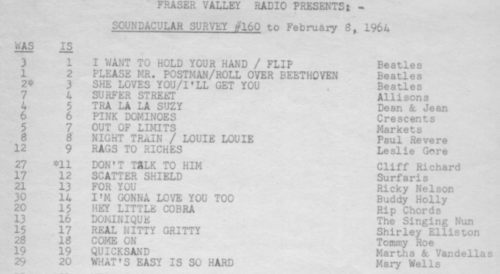 FRASER VALLEY RADIO PRESENTS: -
SOUNDACULAR SURVEY #160 to February 8, 1964
WAS IS
3 1 I WANT TO HOLD YOUR HAND / FLIP Beatles
1 2 PLEASE MR. POSTMAN/ROLL OVER BEETHOVEN Beatles
2* 3 SHE LOVES YOU/I'LL GET YOU Beatles
7 4 SURFER STREET Allisons
4 5 TRA LA LA SUZY Dean & Jean
6 6 PINK DOMINOES Crescents
5 7 OUT OF LIMITS Markets
8 8 NIGHT TRAIN / LOUIE LOUIE Paul Revere
12 9 RAGS TO RICHES Leslie Gore
27 *11 DON'T TALK TO HIM Cliff Richard
17 12 SCATTER SHIELD Surfaris
21 13 FOR YOU Ricky Nelson
30 14 I'M GONNA LOVE YOU TOO Buddy Holly
20 15 HEY LITTLE COBRA Rip Chords
13 16 DOMINIQUE The Singing Nun
15 17 REAL NITTY GRITTY Shirley Elliston
28 18 COME ON Tommy Roe
19 19 QUICKSAND Martha & Vandellas
29 20 WHAT'S EASY IS SO HARD Mary Wells